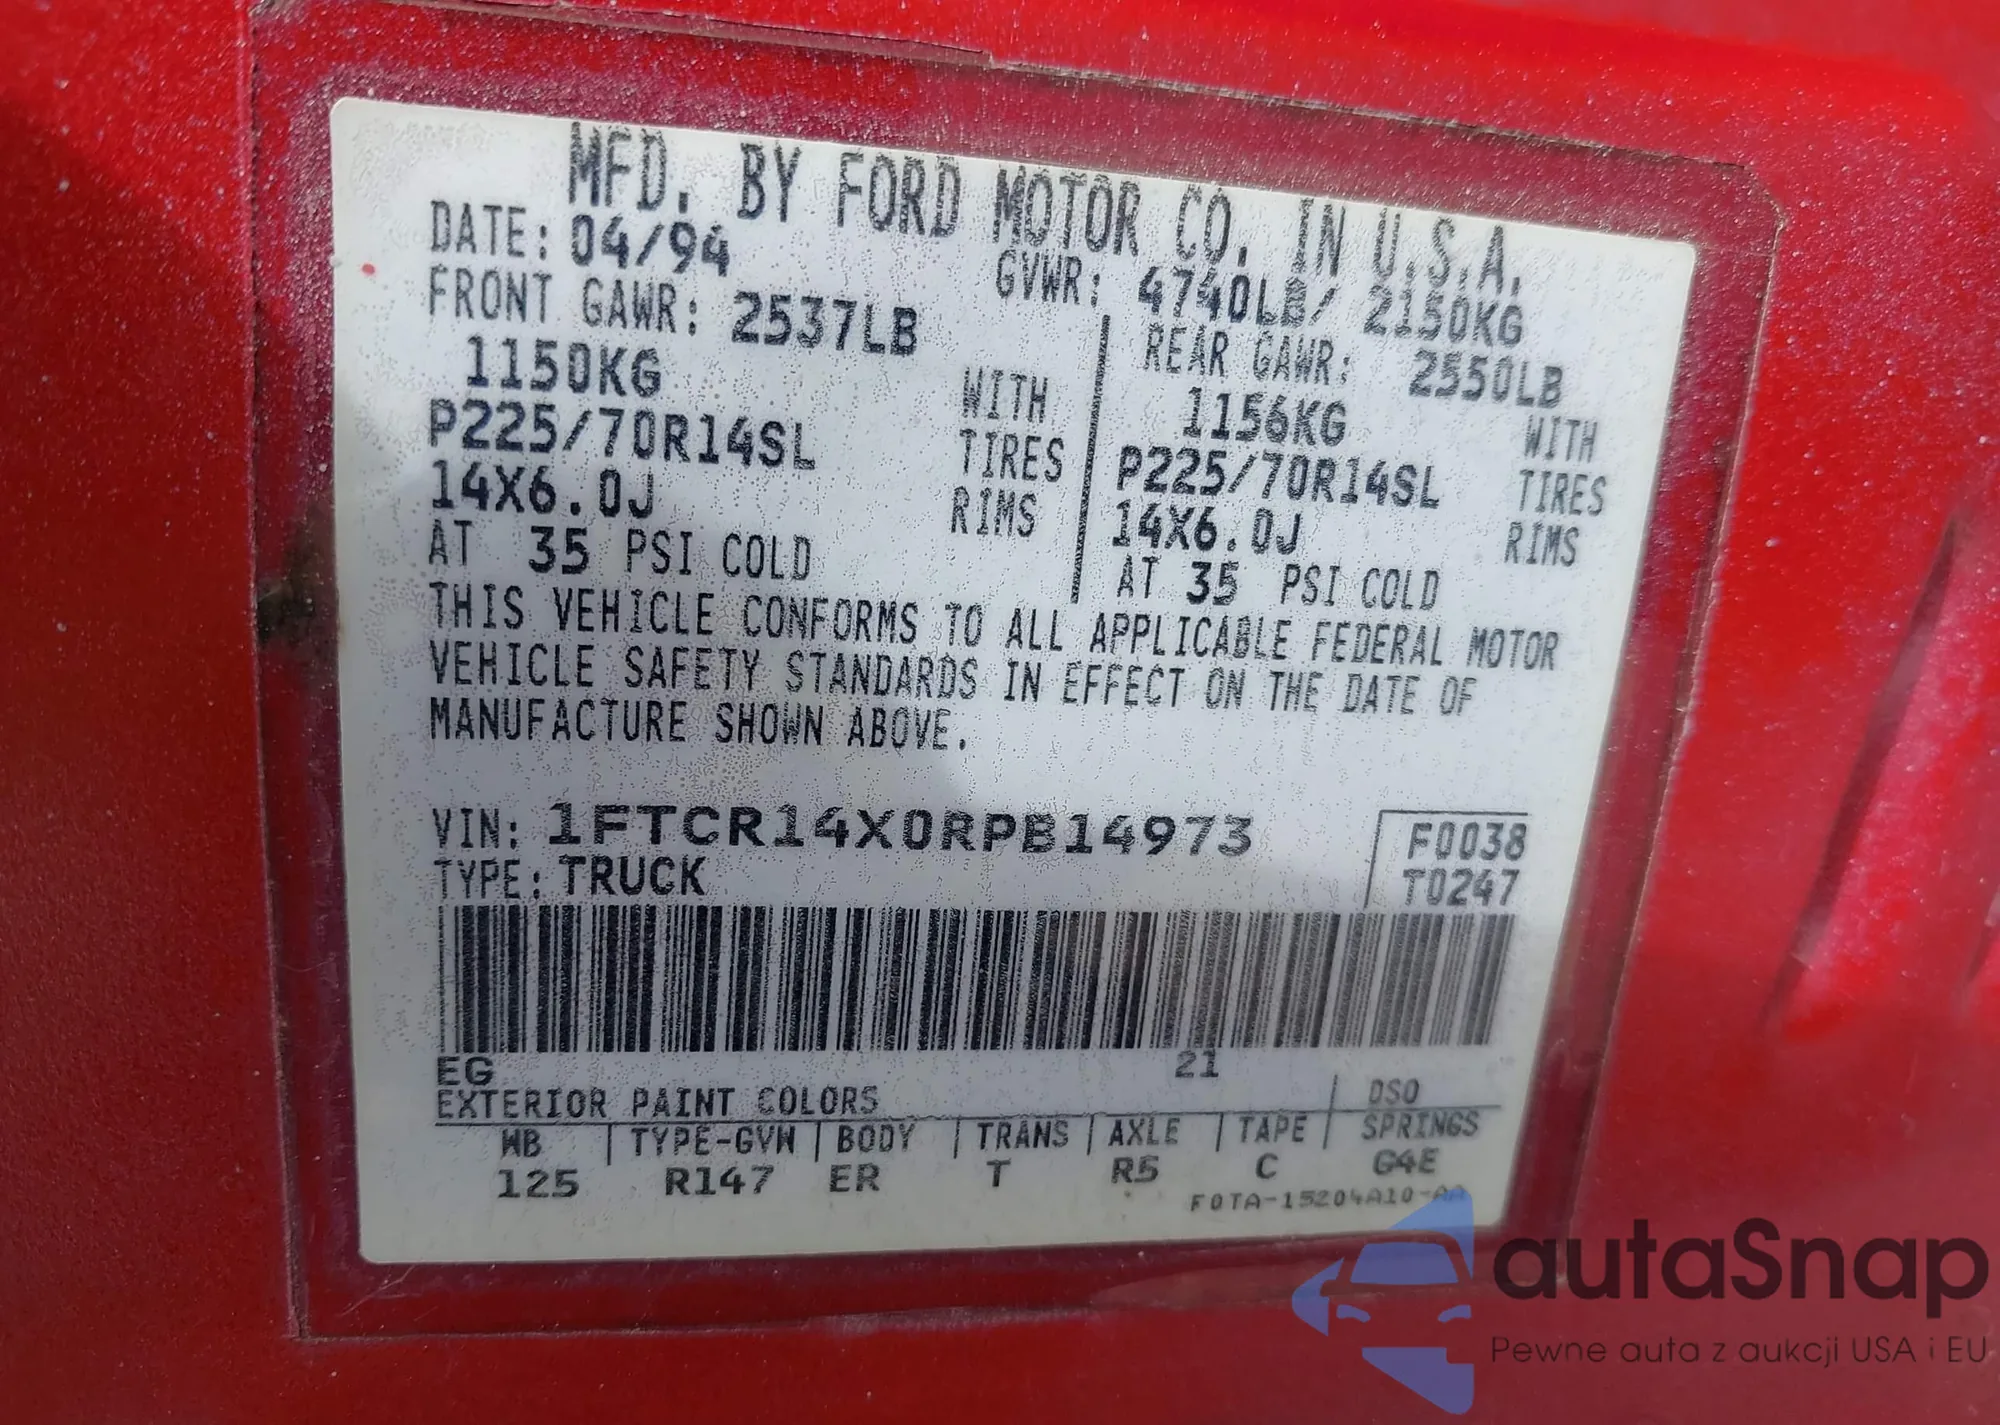 MFD. BY FORD MOTOR CO. IN U.S.A.
DATE: 04/94 GVWR: 4740LB/ 2150KG
FRONT GAWR: 2537LB REAR GAWR: 2550LB
1150KG WITH 1156KG WITH
P225/70R14SL TIRES P225/70R14SL TIRES
14X6.0J RIMS 14X6.0J RIMS
AT 35 PSI COLD AT 35 PSI COLD
THIS VEHICLE CONFORMS TO ALL APPLICABLE FEDERAL MOTOR
VEHICLE SAFETY STANDARDS IN EFFECT ON THE DATE OF
MANUFACTURE SHOWN ABOVE.
VIN: 1FTCR14X0RPB14973 F0038
TYPE: TRUCK T0247
EG 21
EXTERIOR PAINT COLORS DSO
WB TYPE-GVW BODY TRANS AXLE TAPE SPRINGS
125 R147 ER T R5 C G4E
F0TA-15204A10-AA
autaSnap
Pewne auta z aukcji USA i EU